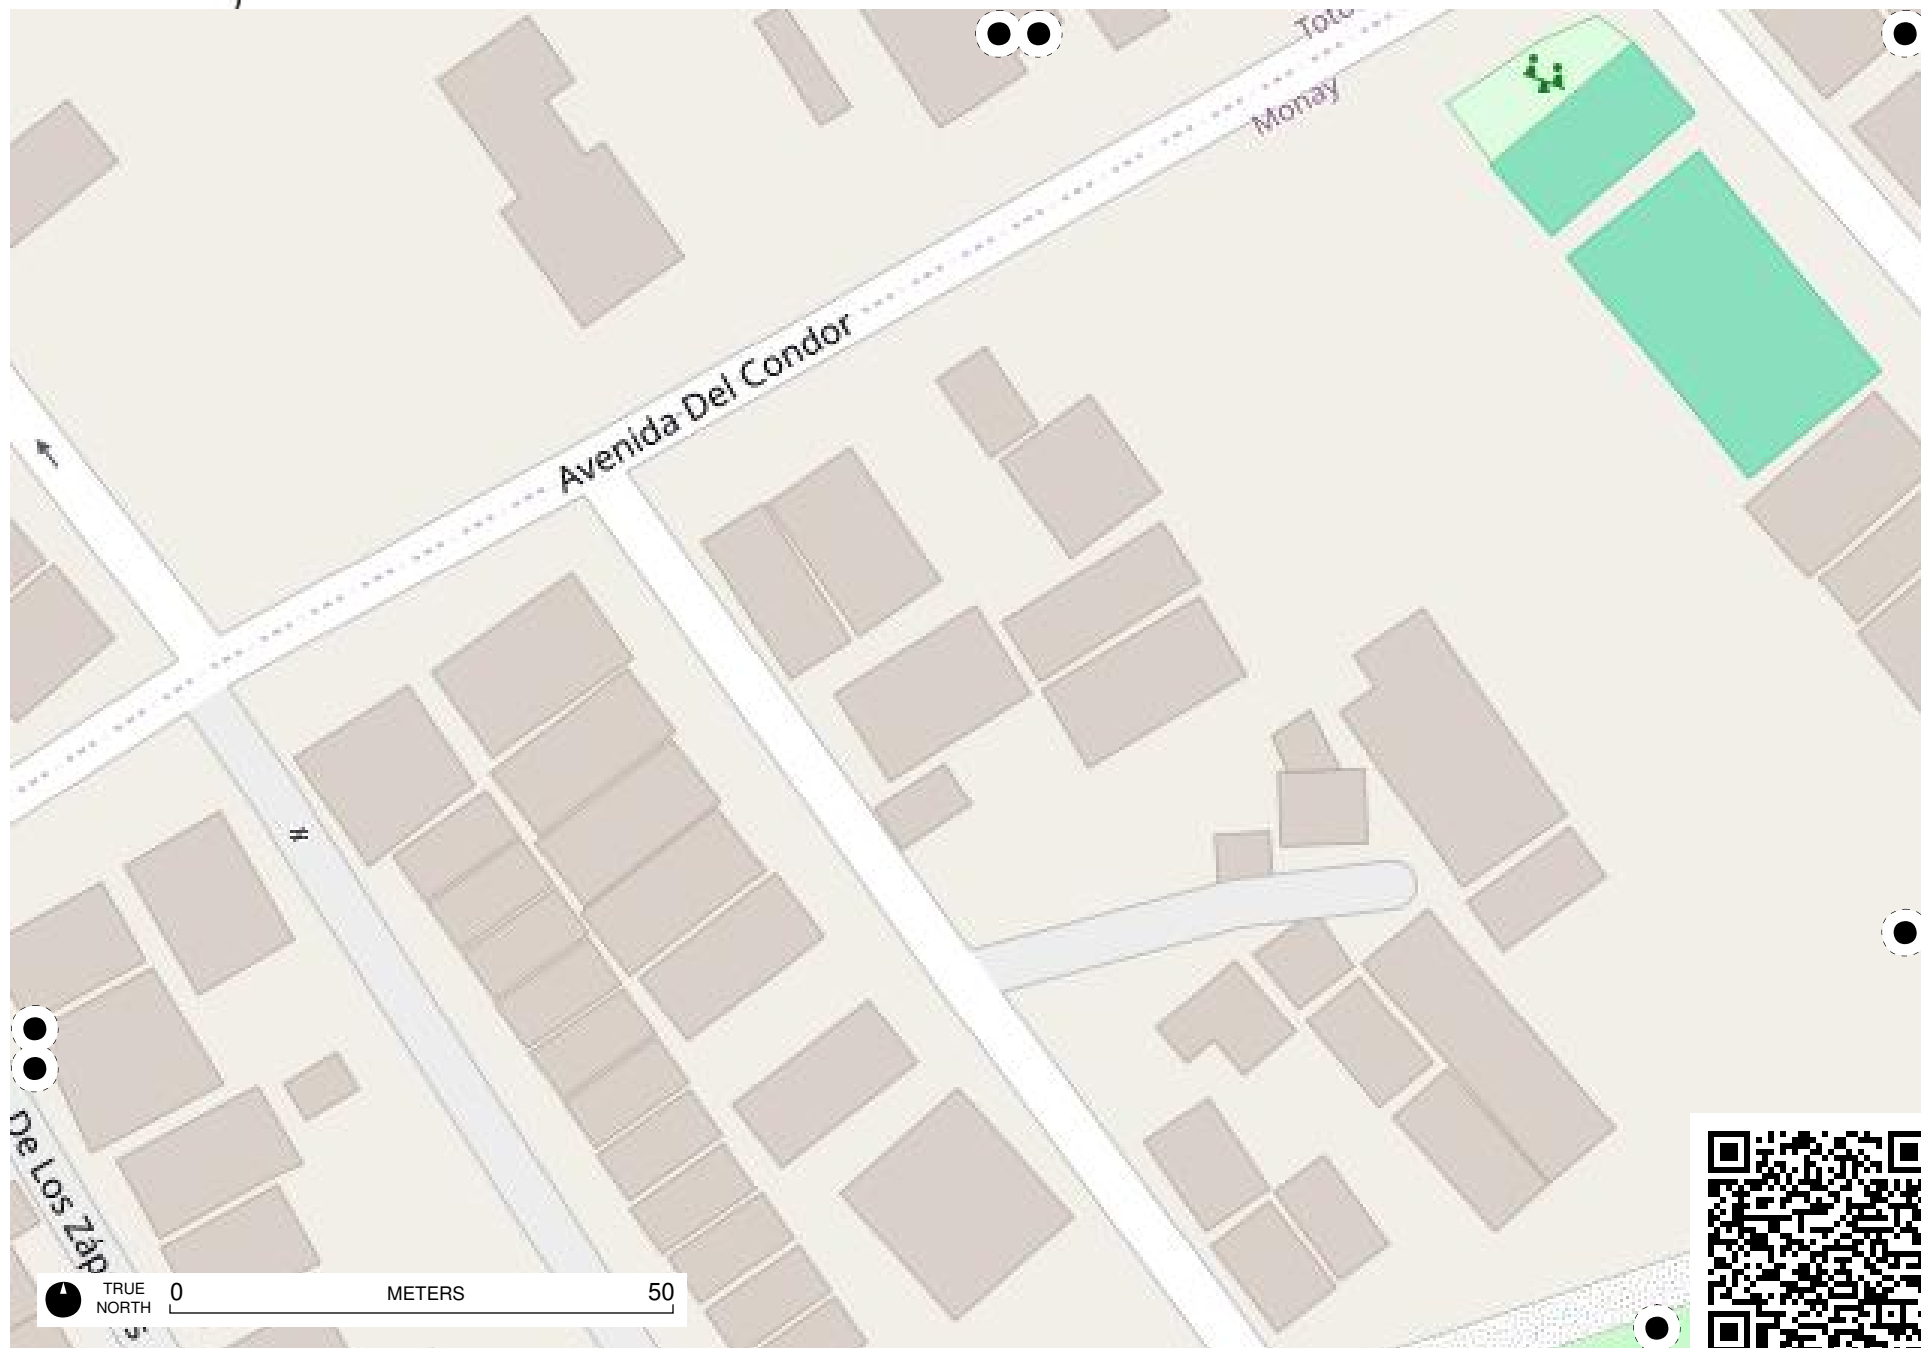 Monay
Avenida Del Condor
De Los Záp
TRUE
NORTH
0
METERS
50